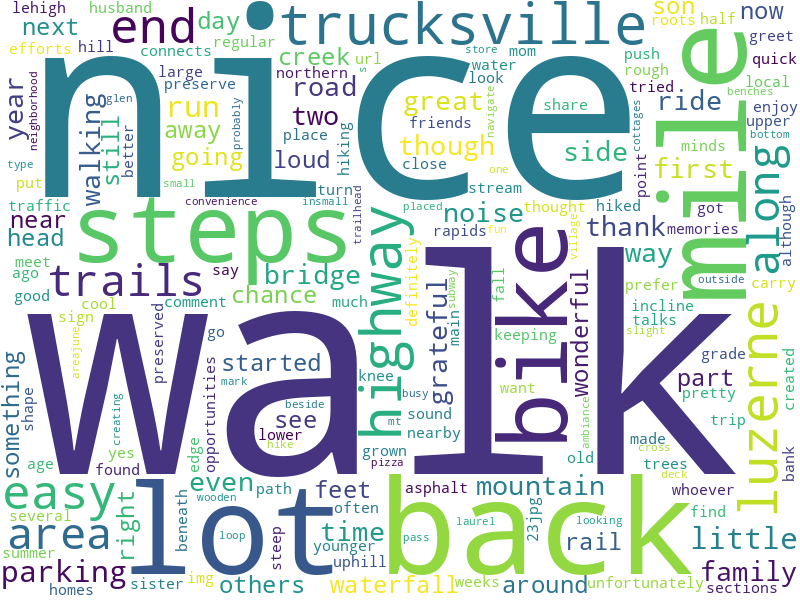 lehigh husband end day trucksville son roots half now
next efforts hill connects regular store mom greet
creek url water push upper quick
large northern look rough tried local
year neighborhood nice preserve road ride benches
walking still better glen run great share minds enjoy
away two place friends cottages bottom
type probably going loud hiking though close side navigate point first mile
put small turn stream one
traffic steps convenience insmall placed thought hiked got along although
near trailhead highway noise rapids fun village thank memories
head meet say bridge definitely main subway fall way prefer outside
ago trails chance bike wonderful incline carry
good cool comment much grateful talks
sign areajune preserved go keeping slight luzerne created
something shape walk started knee want grade
opportunities mark see busy sound ambiance part pretty
creating beside mt nearby trip
yes edge lower hike grown old made cross bank
age found pizza trees deck
easy lot even path feet asphalt mountain whoever
several right beneath back often laurel 23jpg looking find
area wooden time pass rail little
summer loop steep younger
parking img uphill weeks family
homes sister others waterfall around unfortunately sections
s